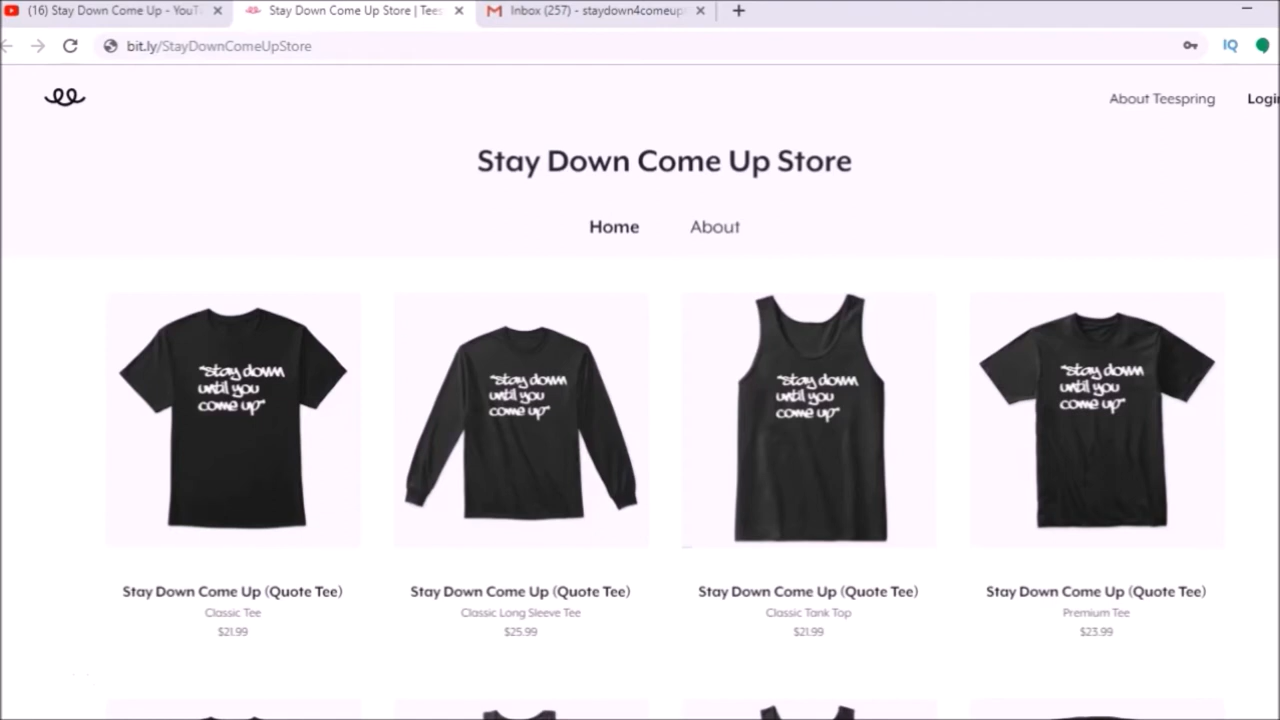 (16) Stay Down Come Up - YouT
Stay Down Come Up Store | Tees
Inbox (257) - staydown4comeup
bit.ly/StayDownComeUpStore
IQ
About Teespring
Login
Stay Down Come Up Store
Home
About
"stay down
until you
come up"
"stay down
until you
come up"
"stay down
until you
come up"
"stay down
until you
come up"
Stay Down Come Up (Quote Tee)
Classic Tee
$21.99
Stay Down Come Up (Quote Tee)
Classic Long Sleeve Tee
$25.99
Stay Down Come Up (Quote Tee)
Classic Tank Top
$21.99
Stay Down Come Up (Quote Tee)
Premium Tee
$23.99